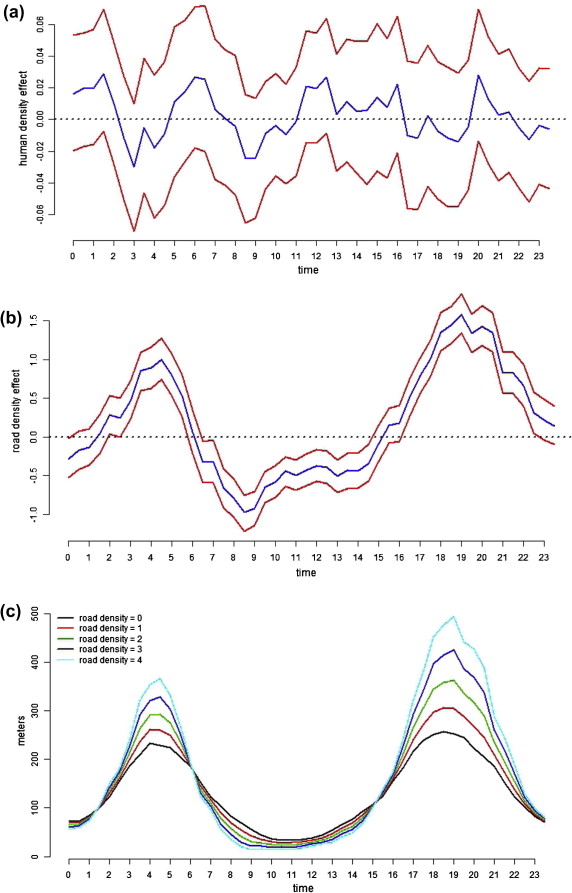 (a)
human density effect
0.06
0.04
0.02
0.00
-0.02
-0.04
-0.06
0 1 2 3 4 5 6 7 8 9 10 11 12 13 14 15 16 17 18 19 20 21 22 23
time
(b)
road density effect
1.5
1.0
0.5
0.0
-0.5
-1.0
0 1 2 3 4 5 6 7 8 9 10 11 12 13 14 15 16 17 18 19 20 21 22 23
time
(c)
meters
500
400
300
200
100
0
road density = 0
road density = 1
road density = 2
road density = 3
road density = 4
0 1 2 3 4 5 6 7 8 9 10 11 12 13 14 15 16 17 18 19 20 21 22 23
time